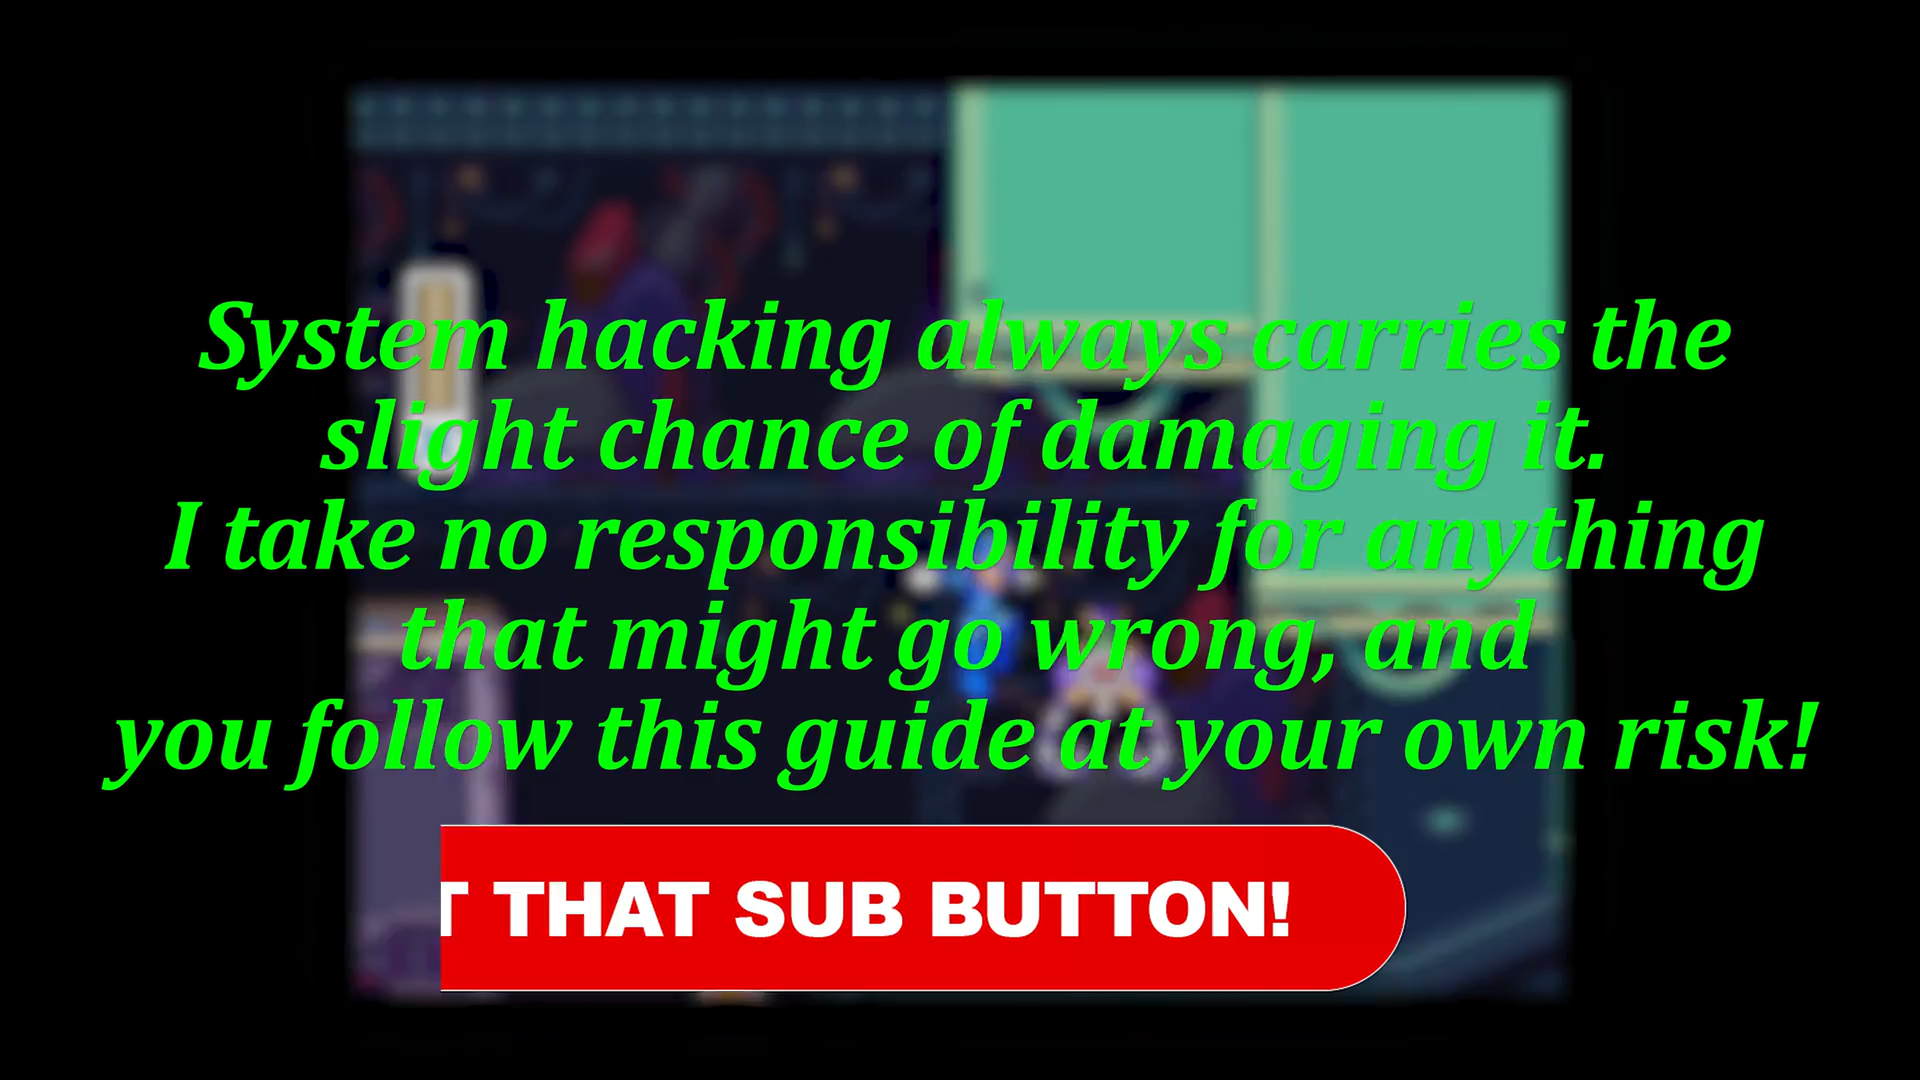 System hacking always carries the
slight chance of damaging it.
I take no responsibility for anything
that might go wrong, and
you follow this guide at your own risk!
T THAT SUB BUTTON!